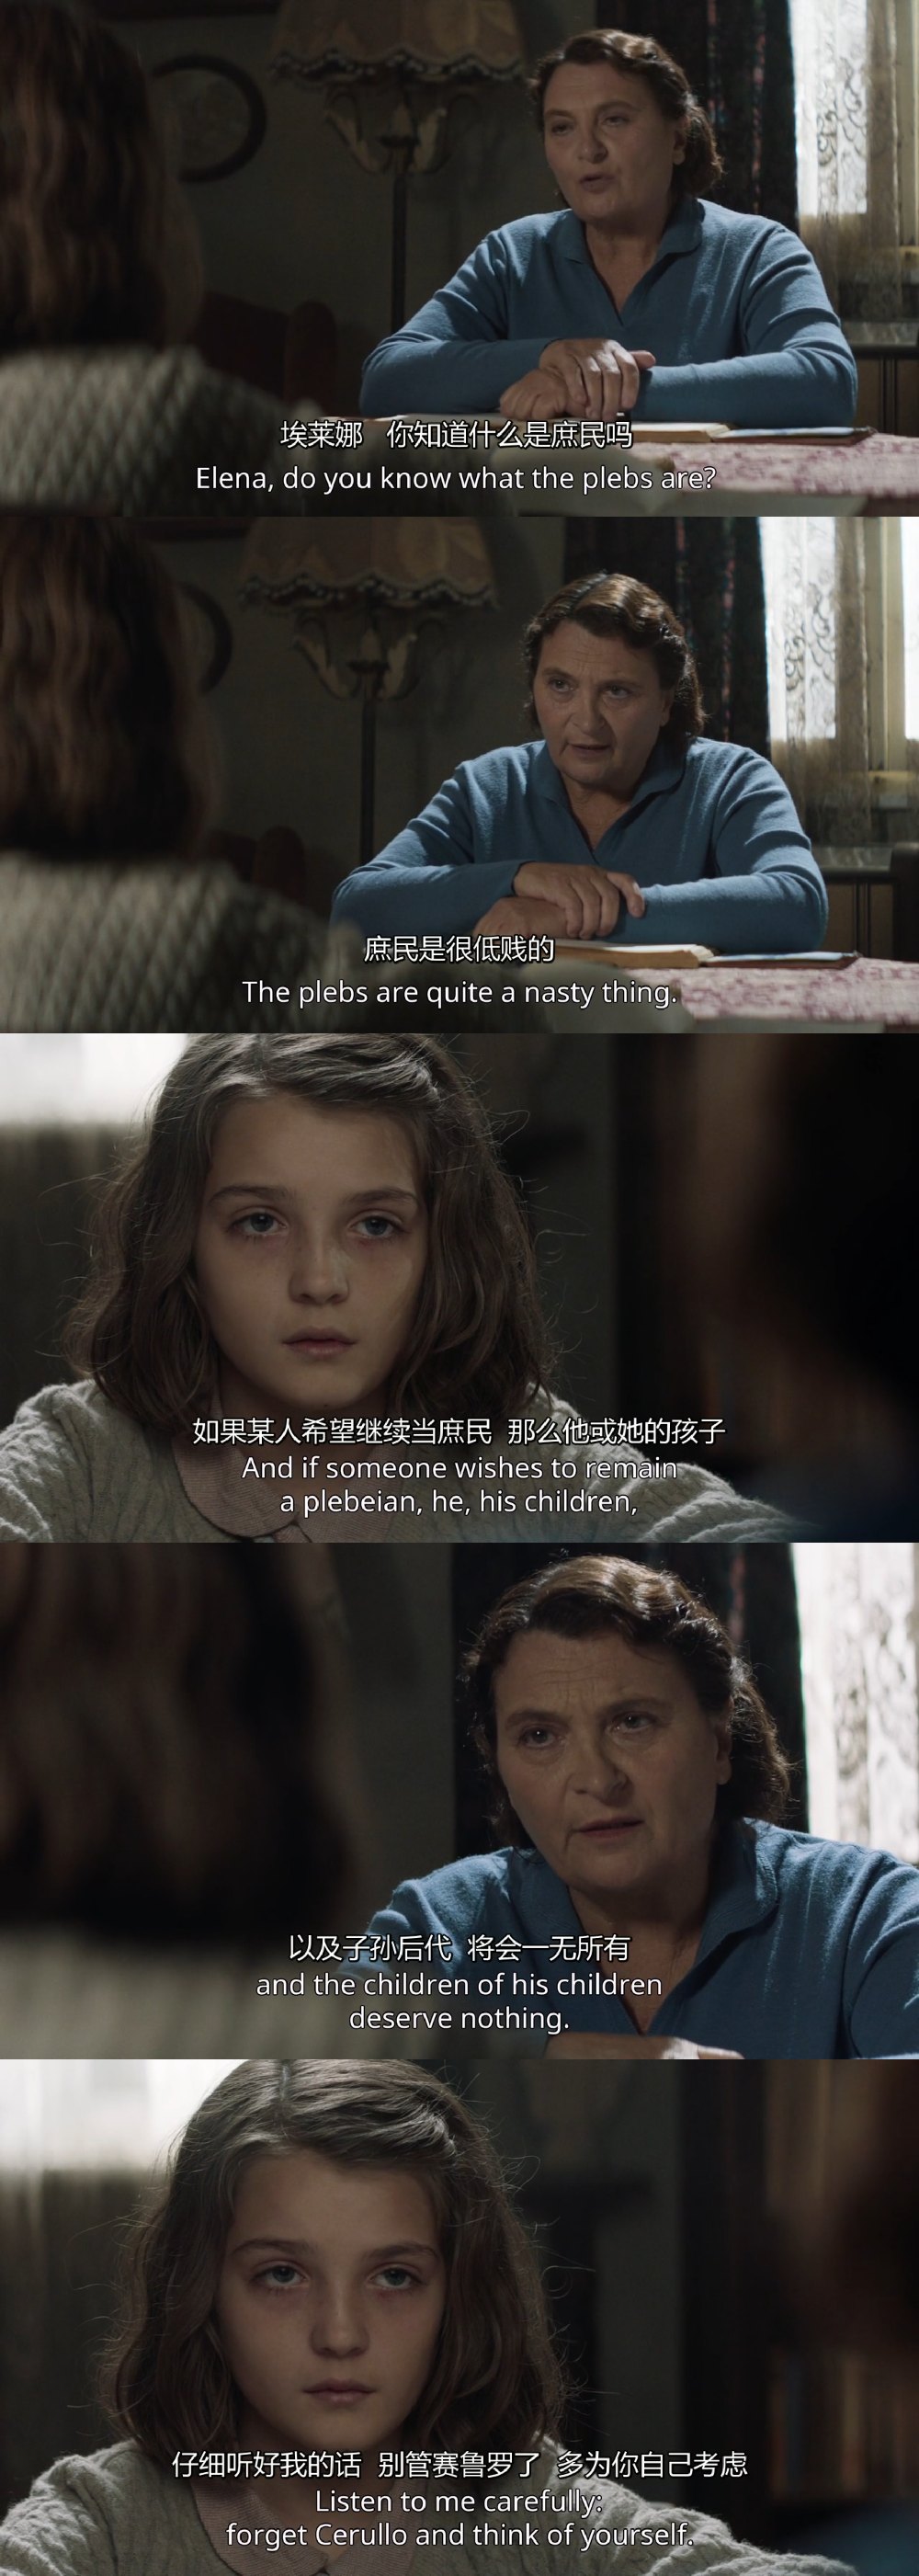 埃莱娜 你知道什么是庶民吗
Elena, do you know what the plebs are?
庶民是很低贱的
The plebs are quite a nasty thing.
如果某人希望继续当庶民 那么他或她的孩子
And if someone wishes to remain
a plebeian, he, his children,
以及子孙后代 将会一无所有
and the children of his children
deserve nothing.
仔细听好我的话 别管赛鲁罗了 多为你自己考虑
Listen to me carefully:
forget Cerullo and think of yourself.